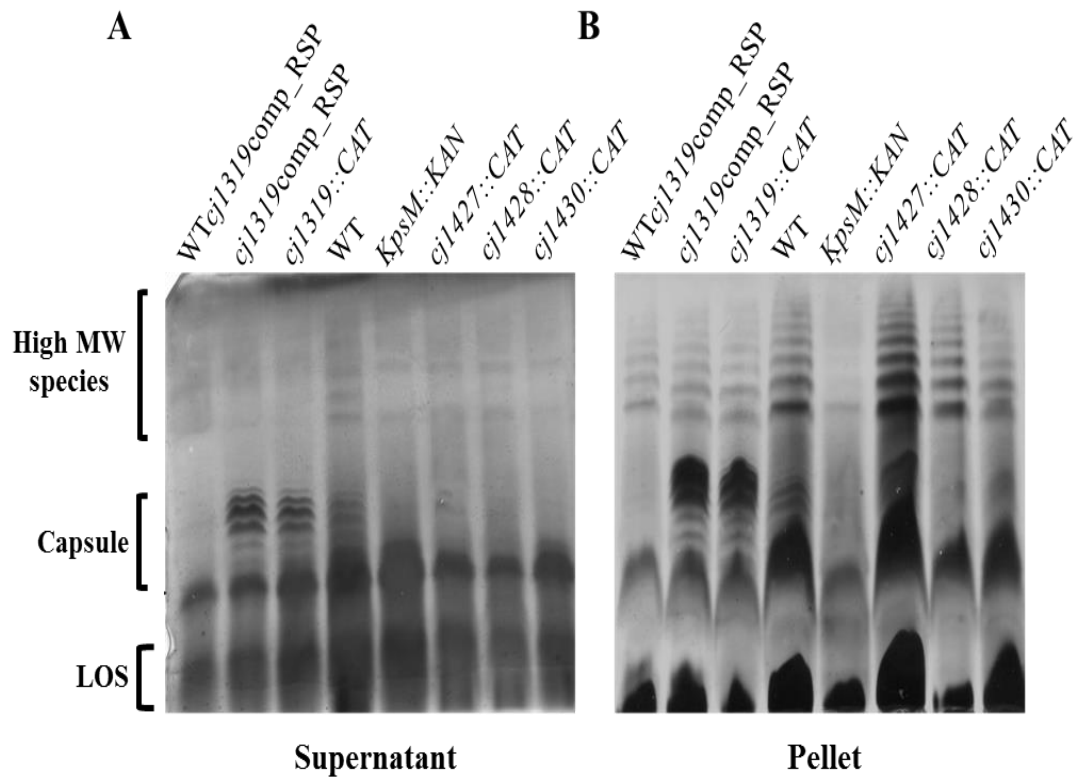 A
B
WTcj1319comp_RSP
cj1319comp_RSP
cj1319::CAT
WT
KpsM::KAN
cj1427::CAT
cj1428::CAT
cj1430::CAT
WTcj1319comp_RSP
cj1319comp_RSP
cj1319::CAT
WT
KpsM::KAN
cj1427::CAT
cj1428::CAT
cj1430::CAT
High MW
species
Capsule
LOS
Supernatant
Pellet